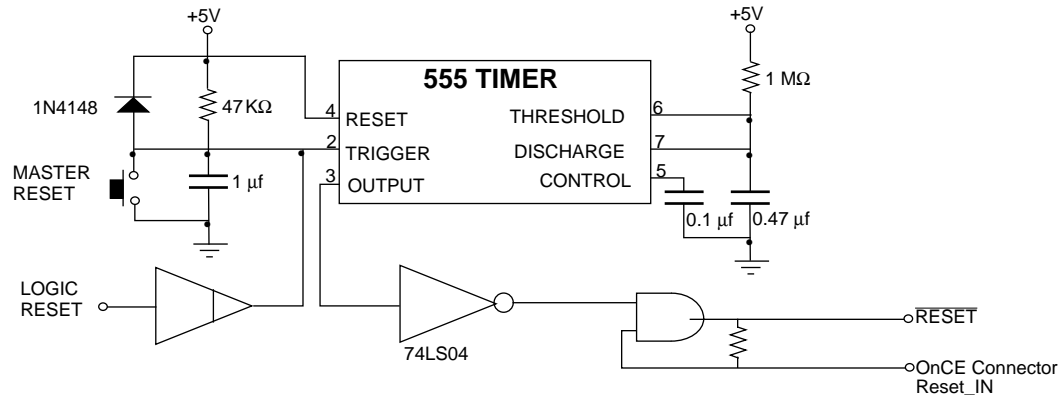 +5V
+5V
555 TIMER
1 MΩ
1N4148
47KΩ
4
RESET
THRESHOLD
6
2
TRIGGER
DISCHARGE
7
MASTER
RESET
3
OUTPUT
CONTROL
5
1 µf
0.1 µf
0.47 µf
LOGIC
RESET
74LS04
RESET
OnCE Connector
Reset_IN